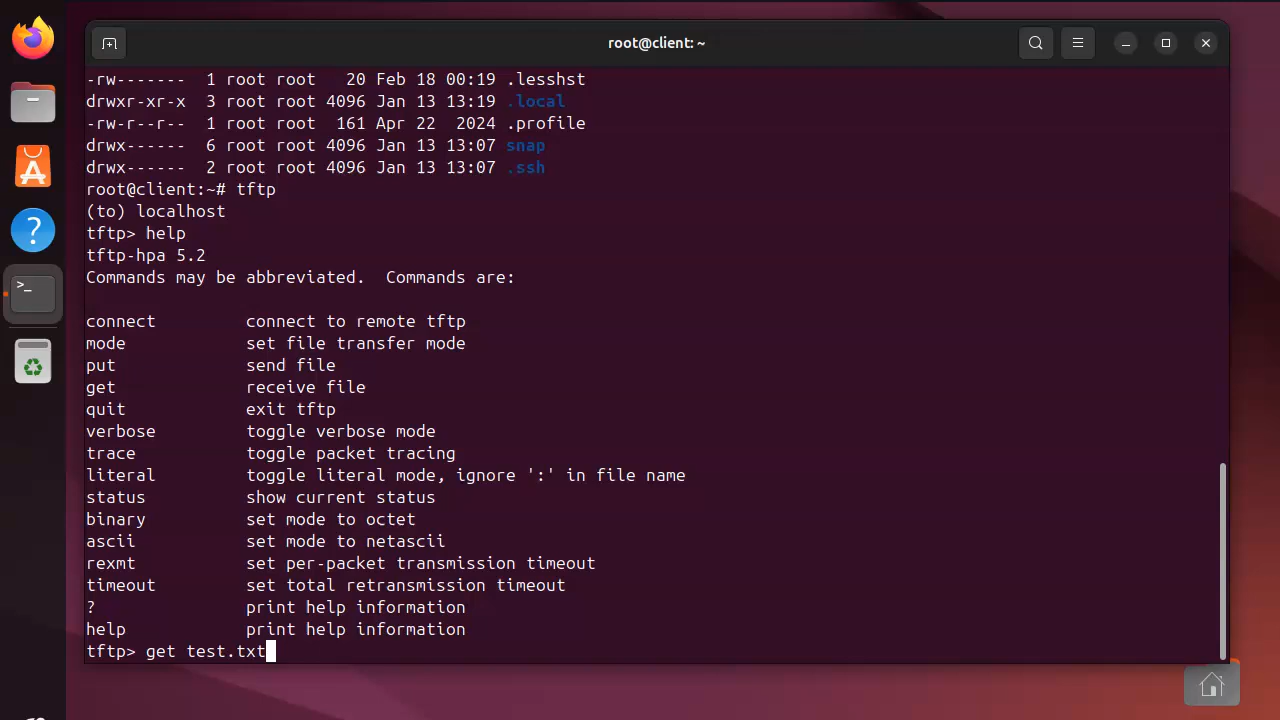 root@client: ~
-rw------- 1 root root 20 Feb 18 00:19 .lesshst
drwxr-xr-x 3 root root 4096 Jan 13 13:19 .local
-rw-r--r-- 1 root root 161 Apr 22 2024 .profile
drwx------ 6 root root 4096 Jan 13 13:07 snap
drwx------ 2 root root 4096 Jan 13 13:07 .ssh
root@client:~# tftp
(to) localhost
tftp> help
tftp-hpa 5.2
Commands may be abbreviated. Commands are:
connect connect to remote tftp
mode set file transfer mode
put send file
get receive file
quit exit tftp
verbose toggle verbose mode
trace toggle packet tracing
literal toggle literal mode, ignore ':' in file name
status show current status
binary set mode to octet
ascii set mode to netascii
rexmt set per-packet transmission timeout
timeout set total retransmission timeout
? print help information
help print help information
tftp> get test.txt